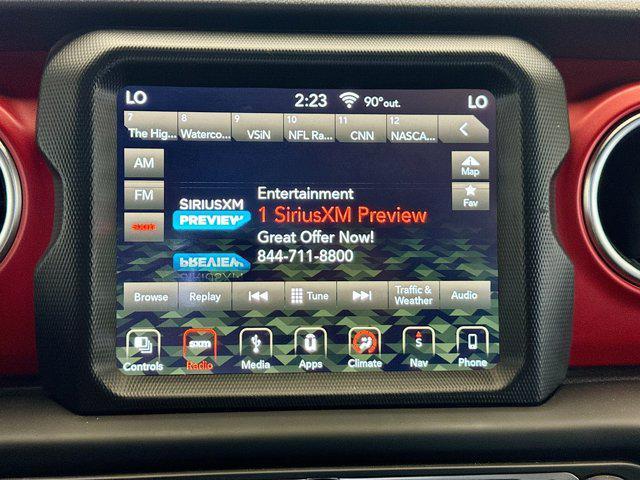 LO 2:23 90°out. LO
7 8 9 10 11 12
The Hig... Waterco... VSiN NFL Ra... CNN NASCA...
AM
Map
FM
Fav
SIRIUSXM
PREVIEW
Entertainment
1 SiriusXM Preview
Great Offer Now!
844-711-8800
Browse Replay Tune Traffic & Weather Audio
S
Controls Radio Media Apps Climate Nav Phone